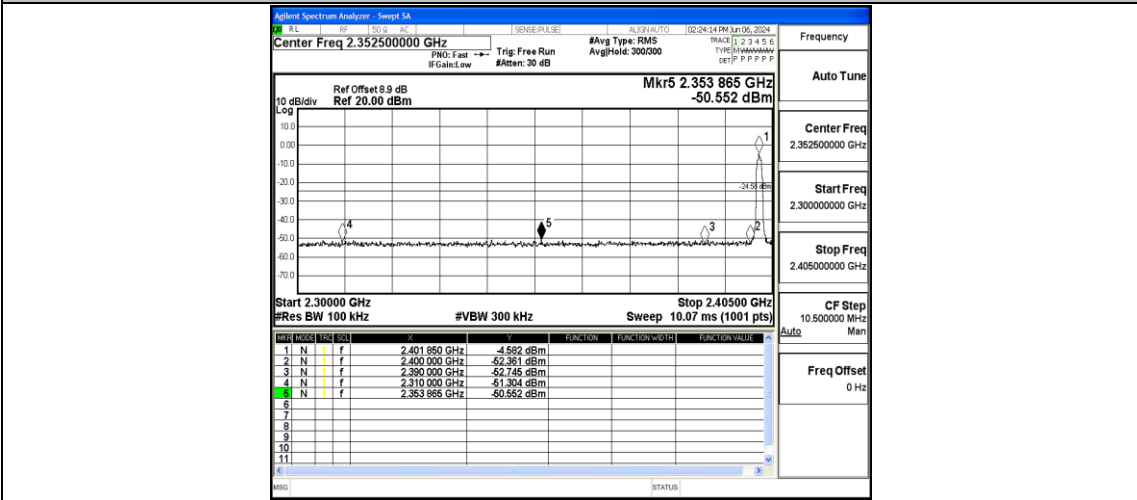 Agilent Spectrum Analyzer - Swept SA
RL RF 50 Ω AC SENSE:PULSE ALIGN AUTO 02:24:14 PM Jun 06, 2024
Center Freq 2.352500000 GHz
PNO: Fast
IFGain:Low
Trig: Free Run
#Atten: 30 dB
#Avg Type: RMS
Avg|Hold: 300/300
TRACE 1 2 3 4 5 6
TYPE MWWWWW
DET P P P P P P
Mkr5 2.353 865 GHz
-50.552 dBm
Ref Offset 8.9 dB
10 dB/div Ref 20.00 dBm
Log
10.0
0.00
-10.0
-20.0
-30.0
-40.0
-50.0
-60.0
-70.0
1
-24.58 dBm
4
5
3
2
Start 2.30000 GHz Stop 2.40500 GHz
#Res BW 100 kHz #VBW 300 kHz Sweep 10.07 ms (1001 pts)
MKR MODE TRC SCL X Y FUNCTION FUNCTION WIDTH FUNCTION VALUE
1 N 1 f 2.401 850 GHz -4.582 dBm
2 N 1 f 2.400 000 GHz -52.361 dBm
3 N 1 f 2.390 000 GHz -52.745 dBm
4 N 1 f 2.310 000 GHz -51.304 dBm
5 N 1 f 2.353 865 GHz -50.552 dBm
6
7
8
9
10
11
MSG STATUS
Frequency
Auto Tune
Center Freq
2.352500000 GHz
Start Freq
2.300000000 GHz
Stop Freq
2.405000000 GHz
CF Step
10.500000 MHz
Auto Man
Freq Offset
0 Hz